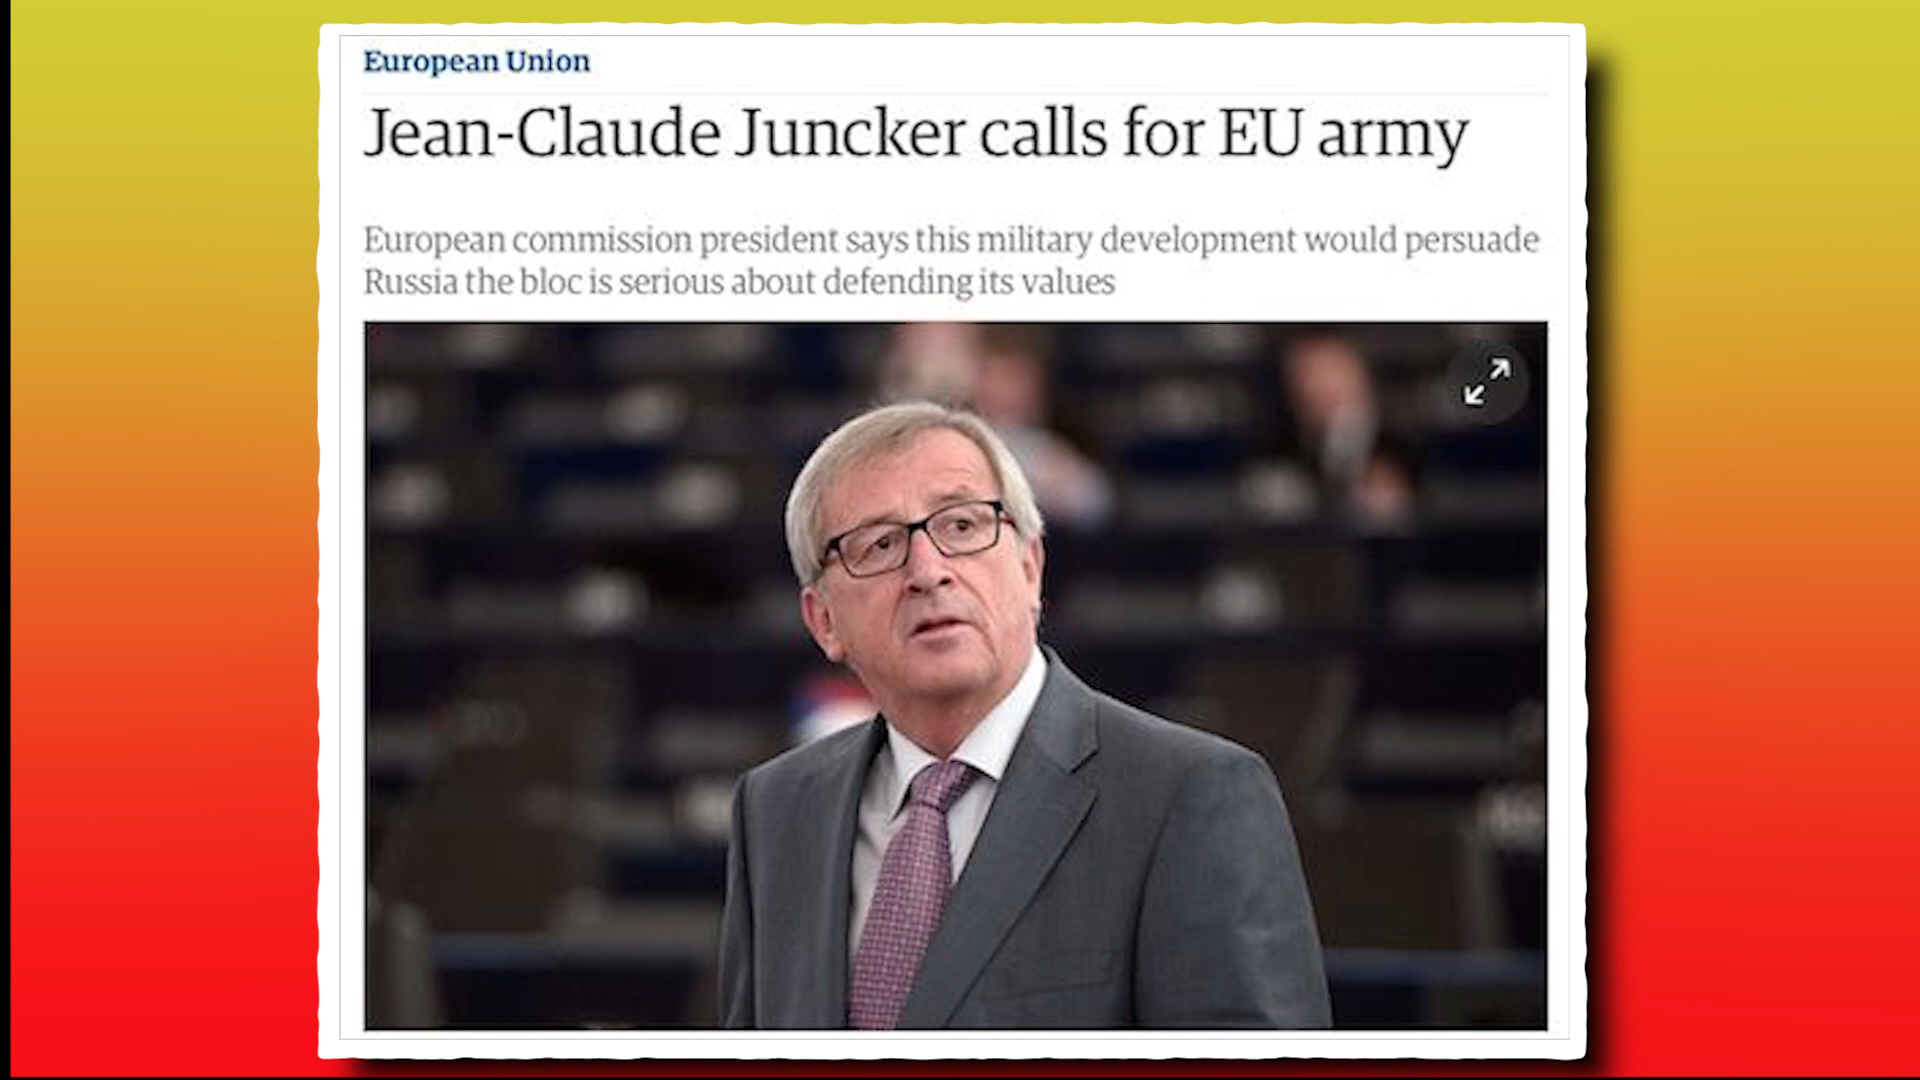 European Union
Jean-Claude Juncker calls for EU army
European commission president says this military development would persuade
Russia the bloc is serious about defending its values